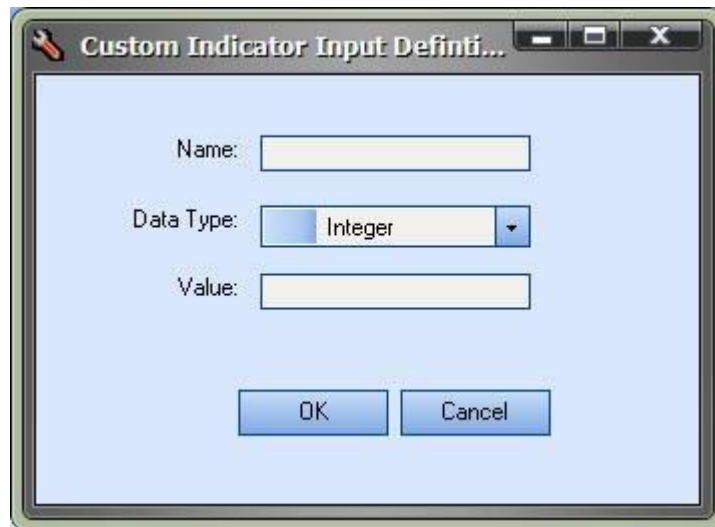 Custom Indicator Input Definti...
Name:
Data Type: Integer
Value:
OK Cancel